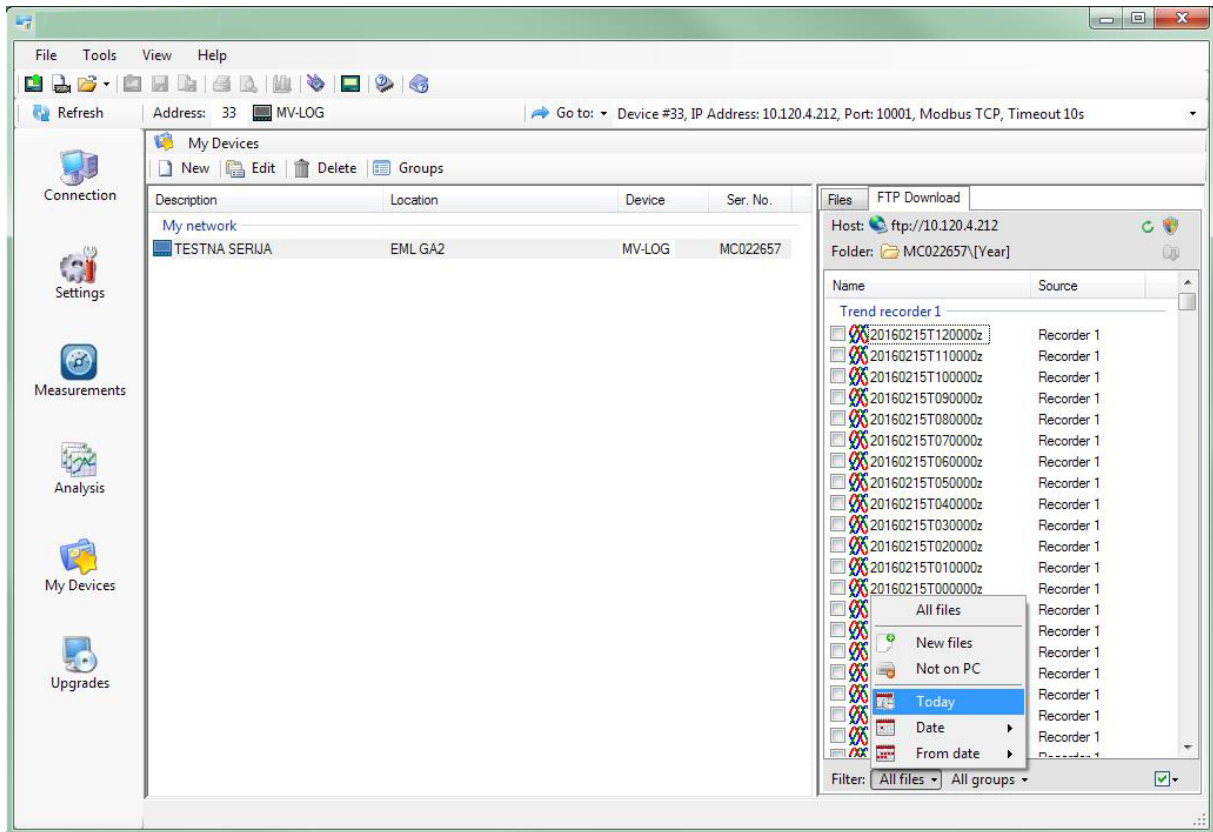 File Tools View Help
Refresh Address: 33 MV-LOG Go to: Device #33, IP Address: 10.120.4.212, Port: 10001, Modbus TCP, Timeout 10s
Connection
Settings
Measurements
Analysis
My Devices
Upgrades
My Devices
New Edit Delete Groups
Description Location Device Ser. No.
My network
TESTNA SERIJA EML GA2 MV-LOG MC022657
Files FTP Download
Host: ftp://10.120.4.212
Folder: MC022657\[Year]
Name Source
Trend recorder 1
20160215T120000z Recorder 1
20160215T110000z Recorder 1
20160215T100000z Recorder 1
20160215T090000z Recorder 1
20160215T080000z Recorder 1
20160215T070000z Recorder 1
20160215T060000z Recorder 1
20160215T050000z Recorder 1
20160215T040000z Recorder 1
20160215T030000z Recorder 1
20160215T020000z Recorder 1
20160215T010000z Recorder 1
20160215T000000z Recorder 1
Recorder 1
Recorder 1
Recorder 1
Recorder 1
Recorder 1
Recorder 1
Recorder 1
All files
New files
Not on PC
Today
Date
From date
Filter: All files All groups